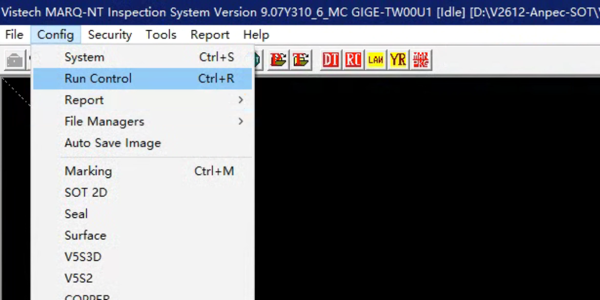 Vistech MARQ-NT Inspection System Version 9.07Y310_6_MC GIGE-TW00U1 [Idle] [D:\V2612-Anpec-SOT\
File Config Security Tools Report Help
System Ctrl+S
DT RC LAN YR
Run Control Ctrl+R
Report
File Managers
Auto Save Image
Marking Ctrl+M
SOT 2D
Seal
Surface
V5S3D
V5S2
COPPER